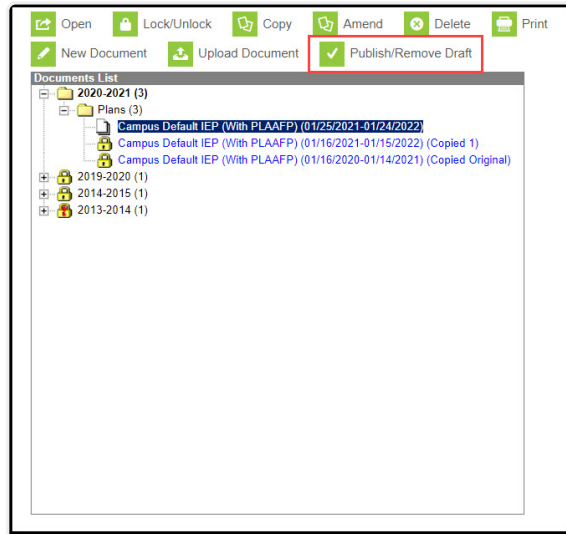 Open Lock/Unlock Copy Amend Delete Print
New Document Upload Document Publish/Remove Draft
Documents List
2020-2021 (3)
Plans (3)
Campus Default IEP (With PLAAFP) (01/25/2021-01/24/2022)
Campus Default IEP (With PLAAFP) (01/16/2021-01/15/2022) (Copied 1)
Campus Default IEP (With PLAAFP) (01/16/2020-01/14/2021) (Copied Original)
2019-2020 (1)
2014-2015 (1)
2013-2014 (1)